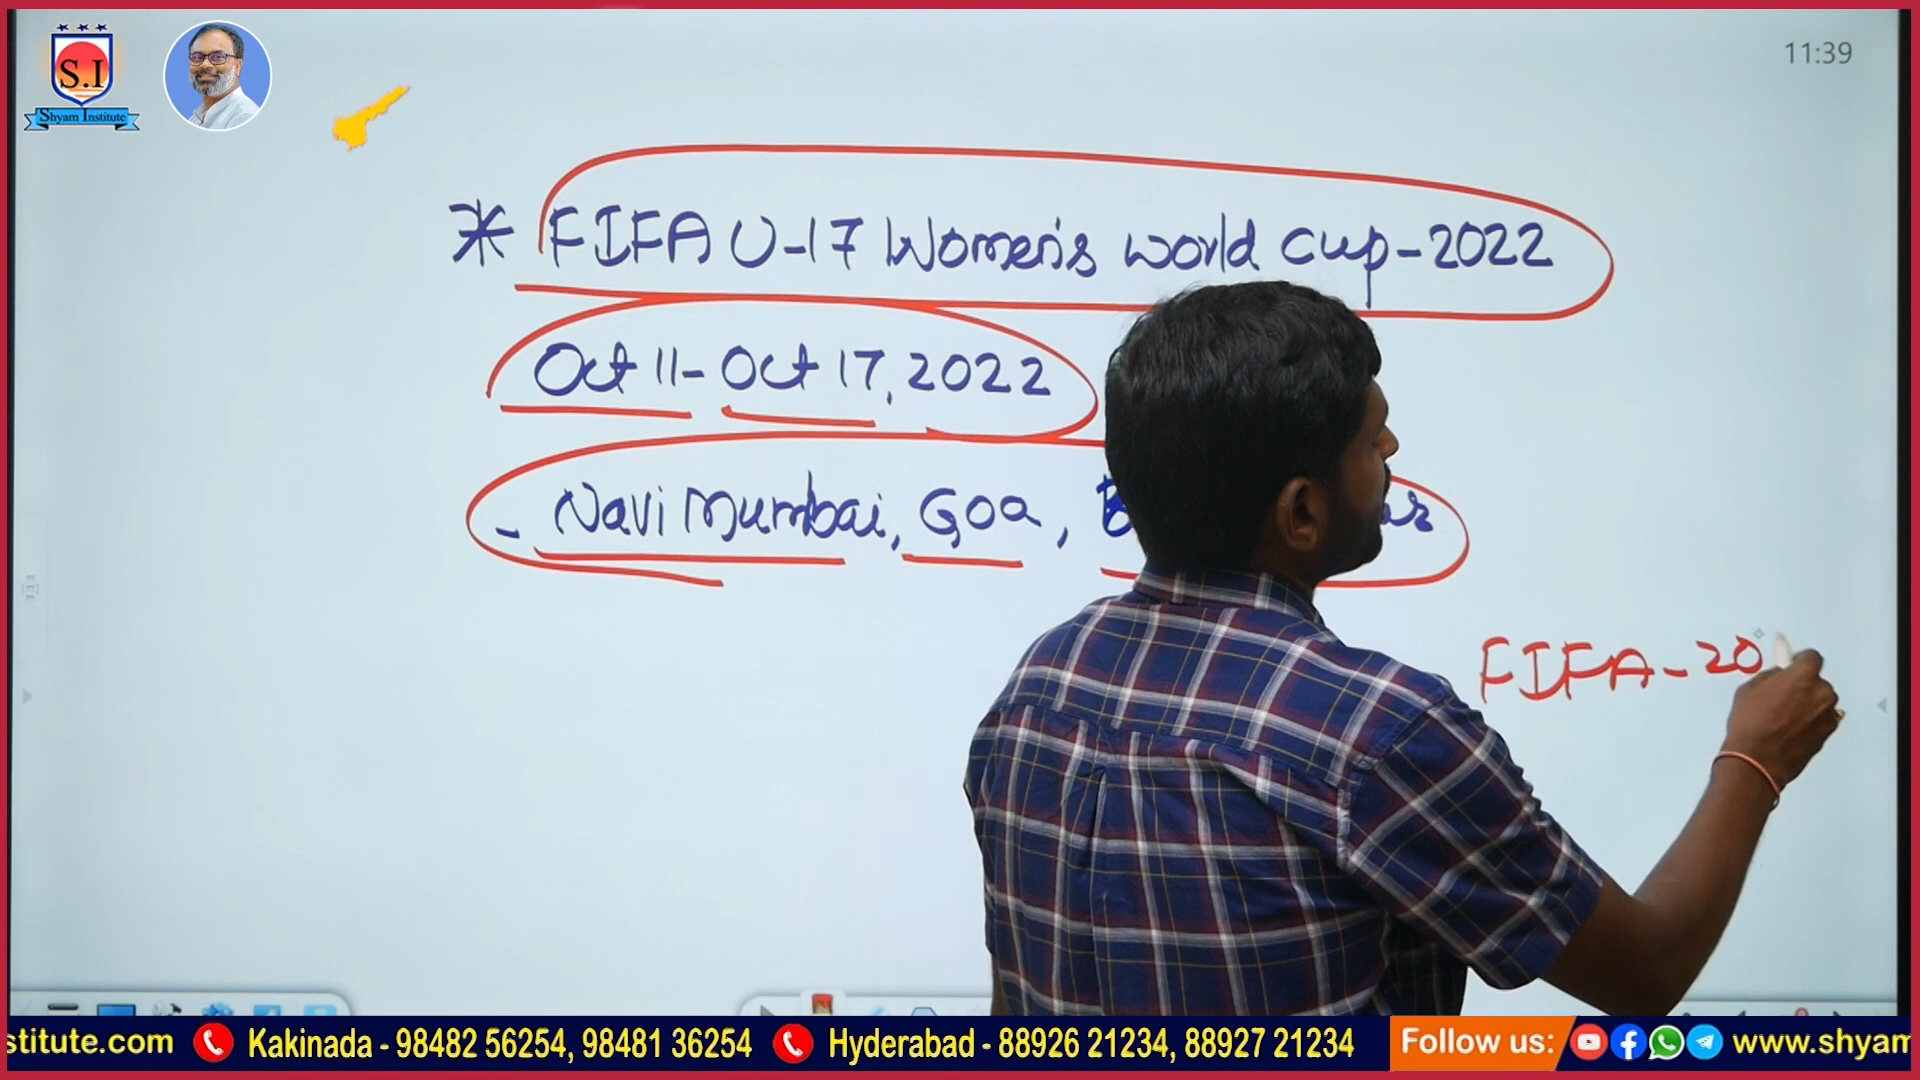 S.I
Shyam Institute
11:39
* FIFA U-17 Women's World Cup-2022
Oct 11-Oct 17, 2022
- Navi Mumbai, Goa,
FIFA-20
stitute.com Kakinada - 98482 56254, 98481 36254 Hyderabad - 88926 21234, 88927 21234 Follow us: www.shyam